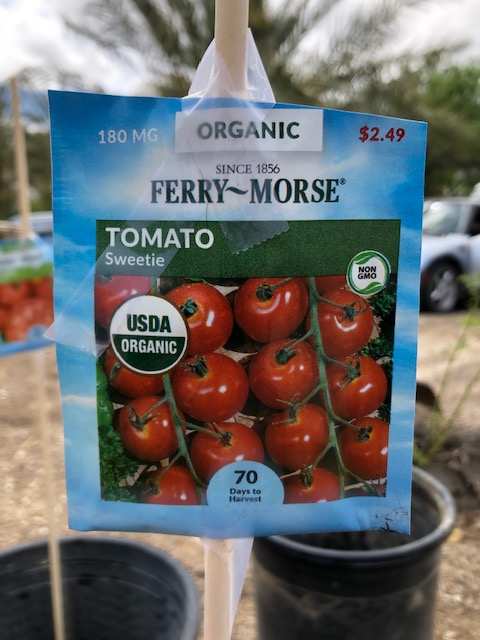 180 MG
ORGANIC
$2.49
SINCE 1856
FERRY~MORSE®
TOMATO
Sweetie
NON
GMO
USDA
ORGANIC
70
Days to
Harvest